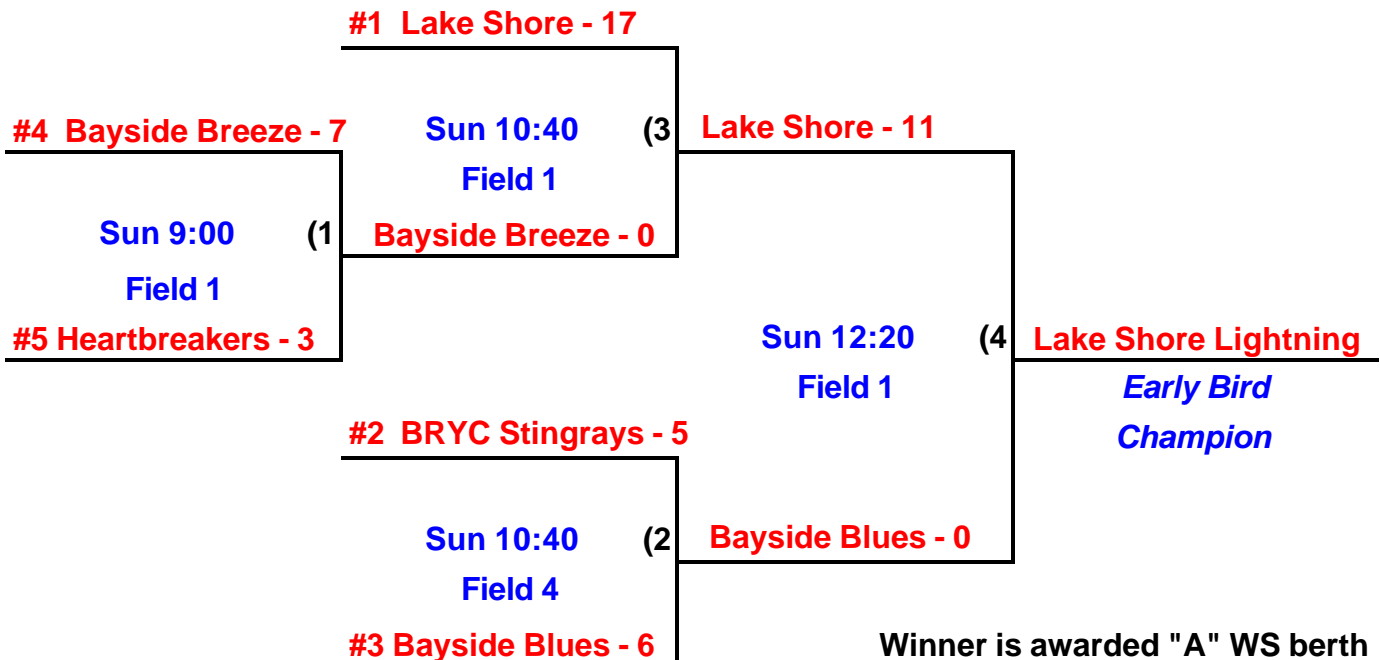 #1 Lake Shore - 17
#4 Bayside Breeze - 7
Sun 10:40 (3
Lake Shore - 11
Field 1
Sun 9:00 (1
Bayside Breeze - 0
Field 1
#5 Heartbreakers - 3
Sun 12:20 (4
Lake Shore Lightning
Field 1
Early Bird
Champion
#2 BRYC Stingrays - 5
Sun 10:40 (2
Bayside Blues - 0
Field 4
#3 Bayside Blues - 6
Winner is awarded "A" WS berth